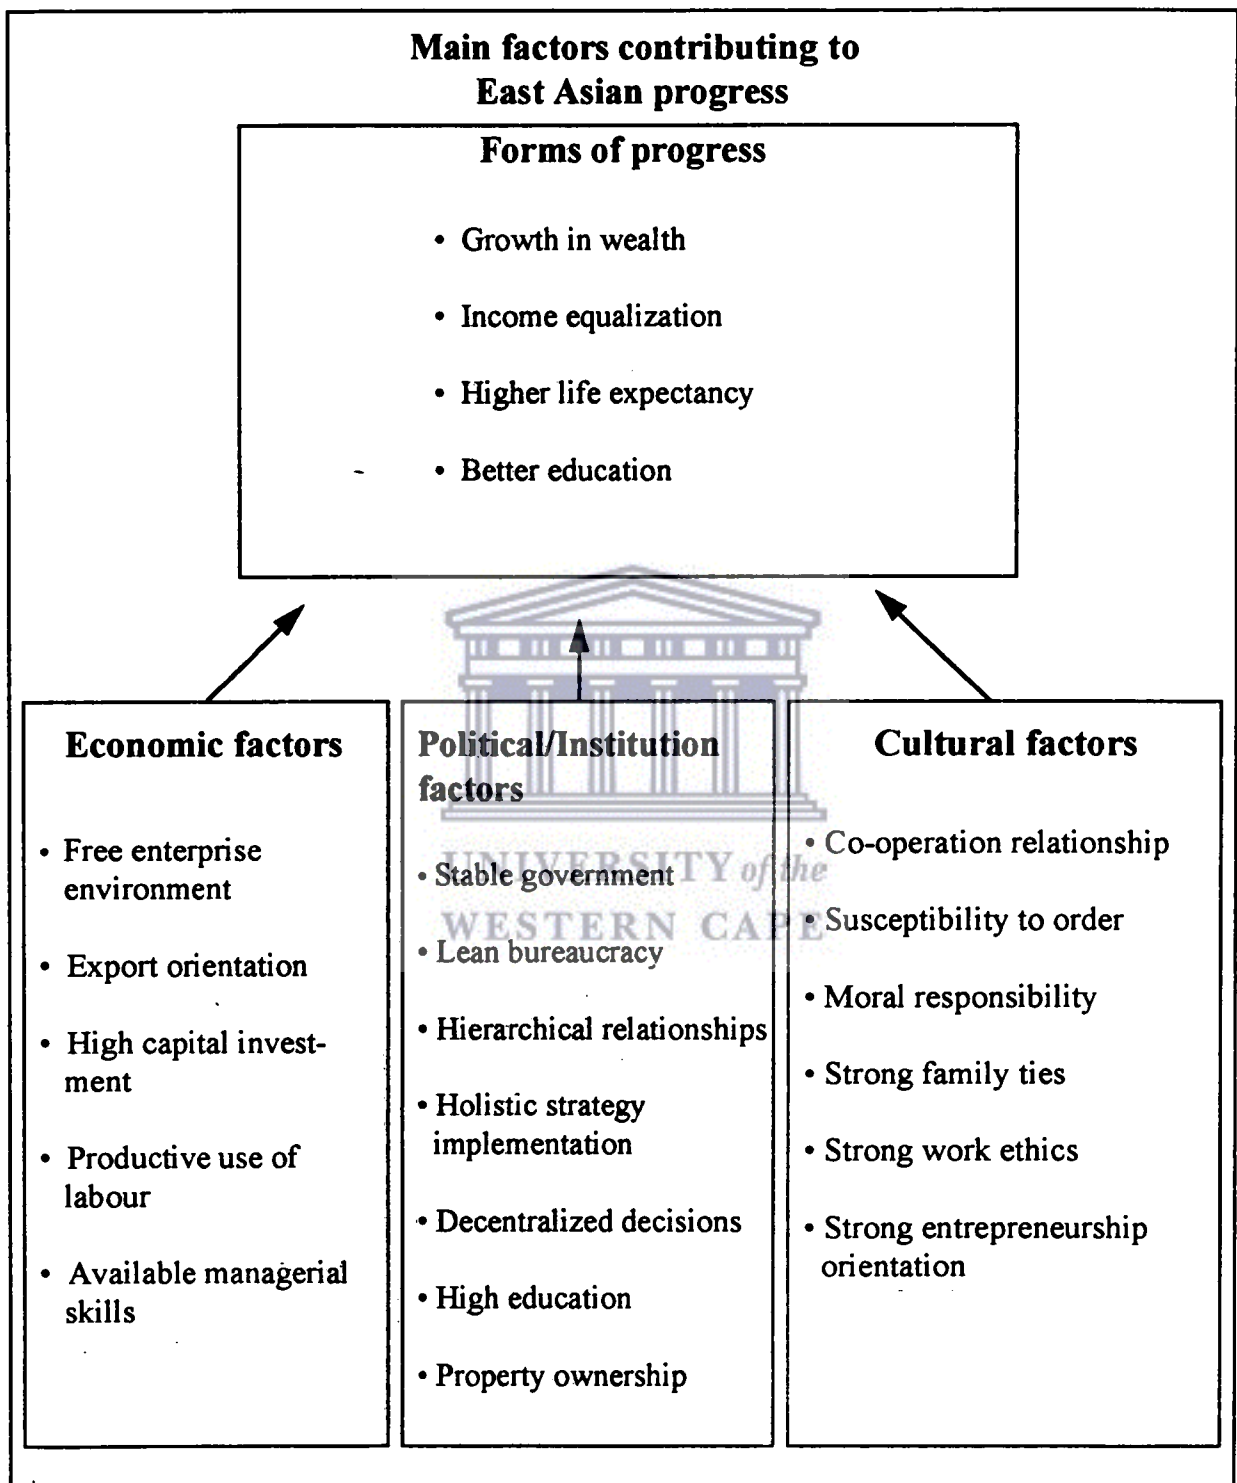 Main factors contributing to
East Asian progress
Forms of progress
• Growth in wealth
• Income equalization
• Higher life expectancy
• Better education
Economic factors
• Free enterprise
environment
• Export orientation
• High capital invest-
ment
• Productive use of
labour
• Available managerial
skills
Political/Institution
factors
• Stable government
• Lean bureaucracy
• Hierarchical relationships
• Holistic strategy
implementation
• Decentralized decisions
• High education
• Property ownership
Cultural factors
• Co-operation relationship
• Susceptibility to order
• Moral responsibility
• Strong family ties
• Strong work ethics
• Strong entrepreneurship
orientation
UNIVERSITY of the
WESTERN CAPE